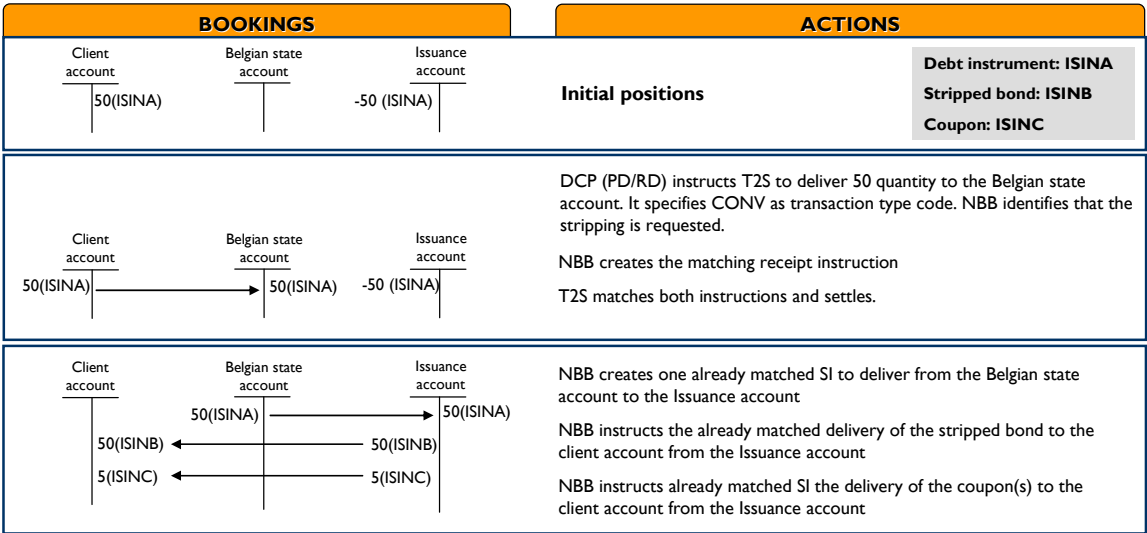 BOOKINGS
ACTIONS
Client account
Belgian state account
Issuance account
50(ISINA)
-50 (ISINA)
Initial positions
Debt instrument: ISINA
Stripped bond: ISINB
Coupon: ISINC
Client account
Belgian state account
Issuance account
50(ISINA)
50(ISINA)
-50 (ISINA)
DCP (PD/RD) instructs T2S to deliver 50 quantity to the Belgian state
account. It specifies CONV as transaction type code. NBB identifies that the
stripping is requested.
NBB creates the matching receipt instruction
T2S matches both instructions and settles.
Client account
Belgian state account
Issuance account
50(ISINA)
50(ISINA)
50(ISINB)
50(ISINB)
5(ISINC)
5(ISINC)
NBB creates one already matched SI to deliver from the Belgian state
account to the Issuance account
NBB instructs the already matched delivery of the stripped bond to the
client account from the Issuance account
NBB instructs already matched SI the delivery of the coupon(s) to the
client account from the Issuance account